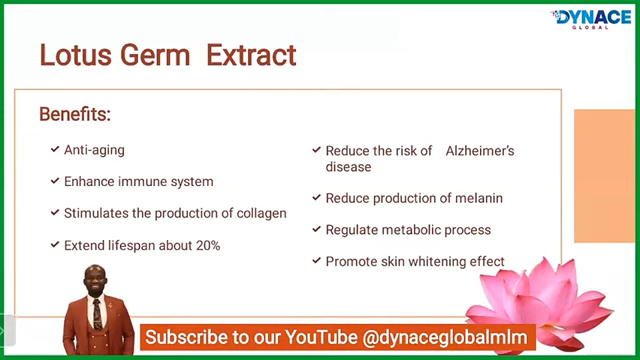 DYNACE
GLOBAL
Lotus Germ Extract
Benefits:
Anti-aging
Enhance immune system
Stimulates the production of collagen
Extend lifespan about 20%
Reduce the risk of Alzheimer's
disease
Reduce production of melanin
Regulate metabolic process
Promote skin whitening effect
Subscribe to our YouTube @dynaceglobalmlm